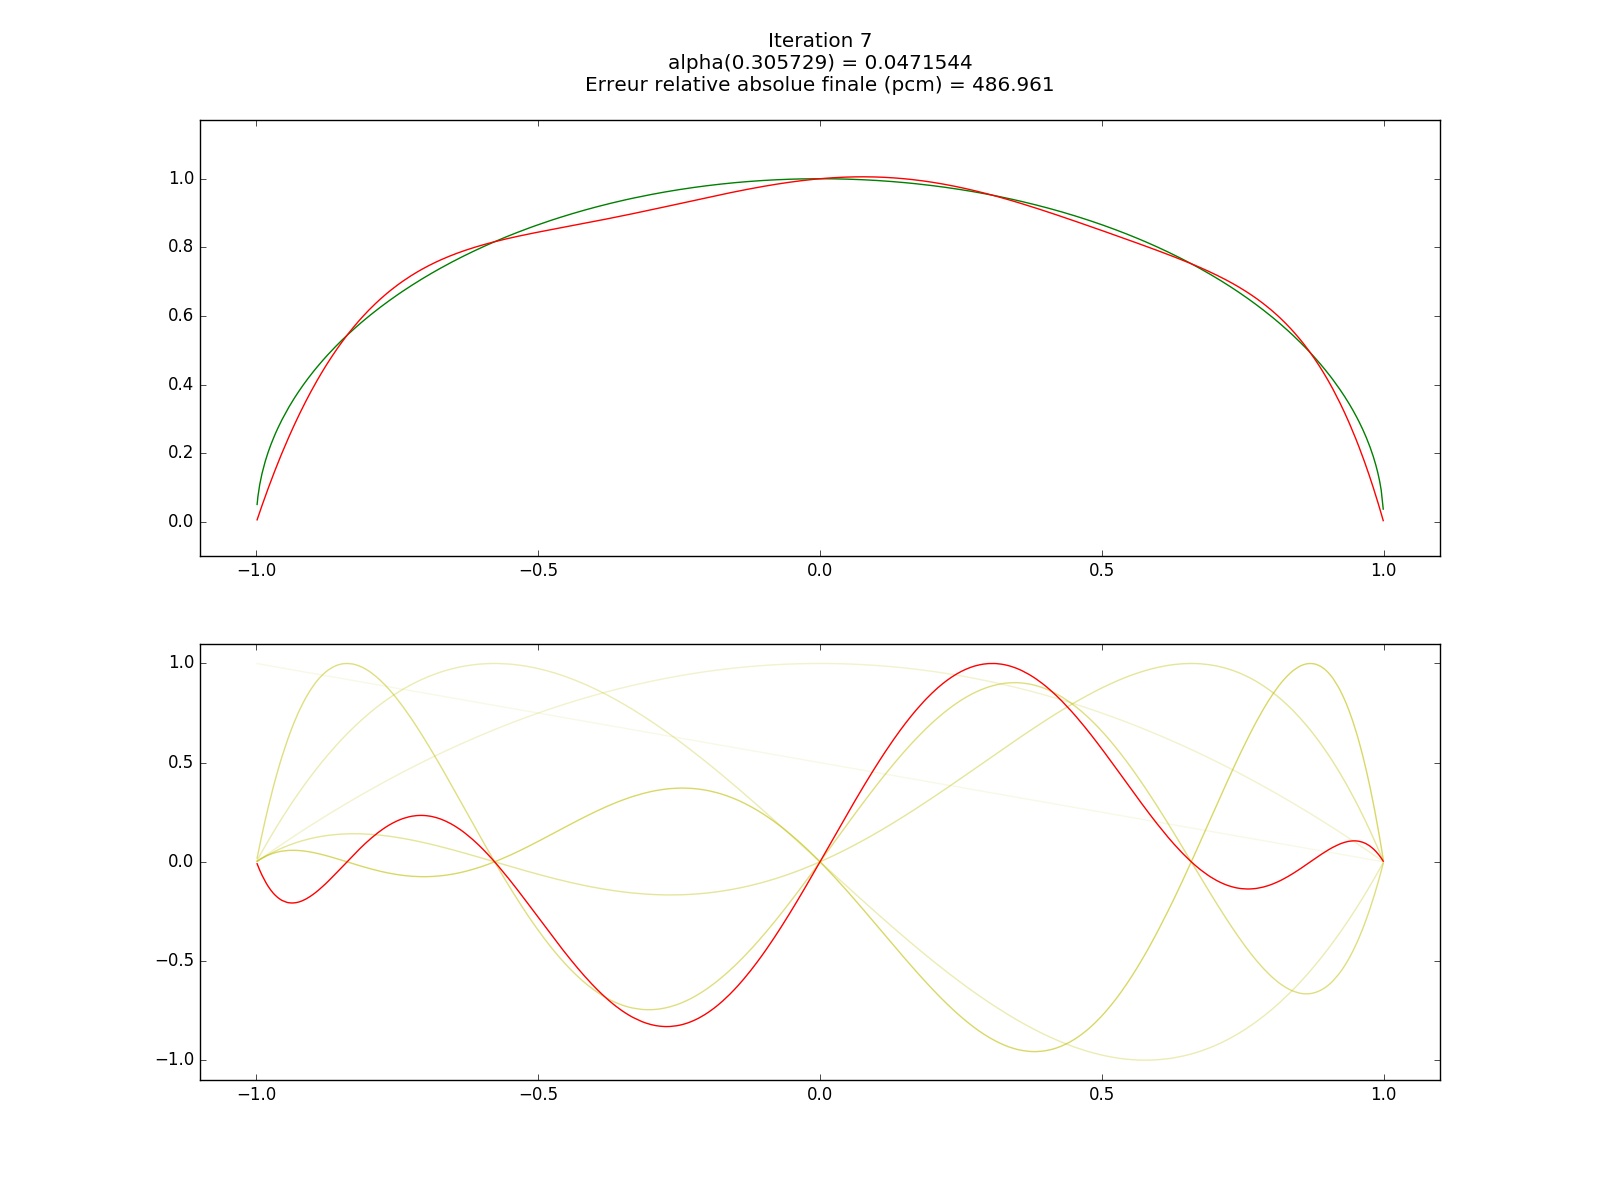 Iteration 7
alpha(0.305729) = 0.0471544
Erreur relative absolue finale (pcm) = 486.961
1.0
0.8
0.6
0.4
0.2
0.0
−1.0 −0.5 0.0 0.5 1.0
1.0
0.5
0.0
−0.5
−1.0
−1.0 −0.5 0.0 0.5 1.0